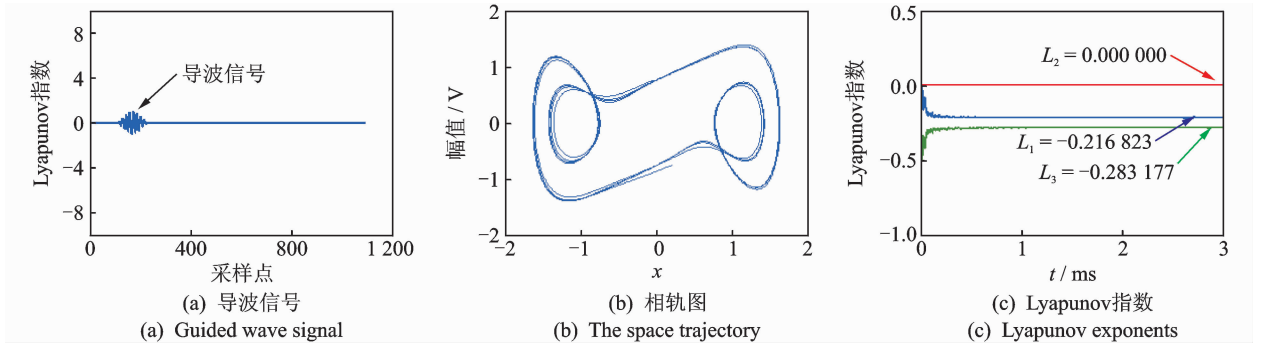 8
4
0
−4
−8
Lyapunov指数
导波信号
0
400
800
1 200
采样点
(a) 导波信号
(a) Guided wave signal
2
1
0
−1
−2
幅值 / V
−2
−1
0
1
2
x
(b) 相轨图
(b) The space trajectory
0.5
0.0
−0.5
−1.0
Lyapunov指数
L₂ = 0.000 000
L₁ = −0.216 823
L₃ = −0.283 177
0
1
2
3
t / ms
(c) Lyapunov指数
(c) Lyapunov exponents